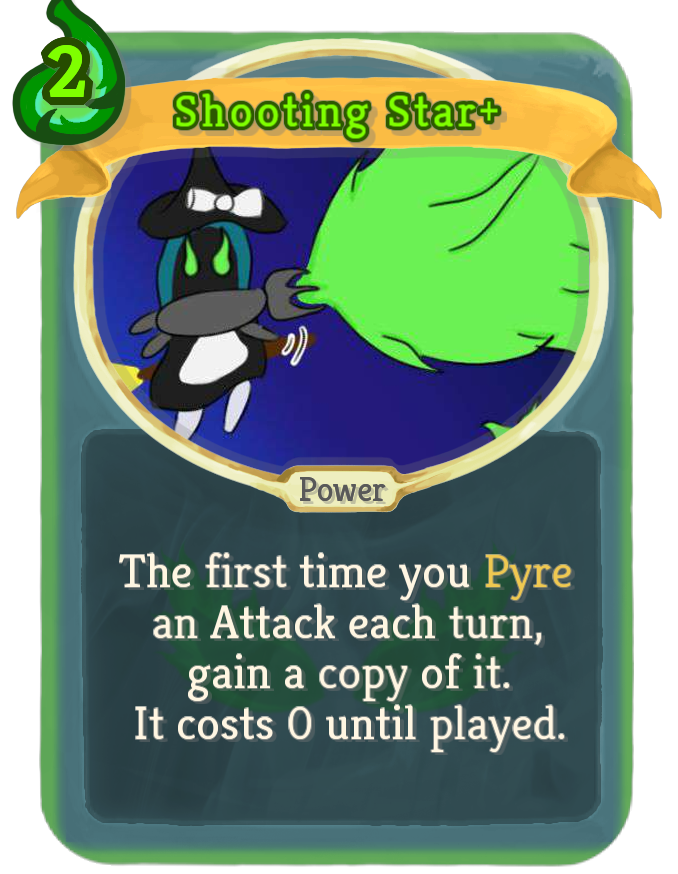 2
Shooting Star+
Power
The first time you Pyre
an Attack each turn,
gain a copy of it.
It costs 0 until played.